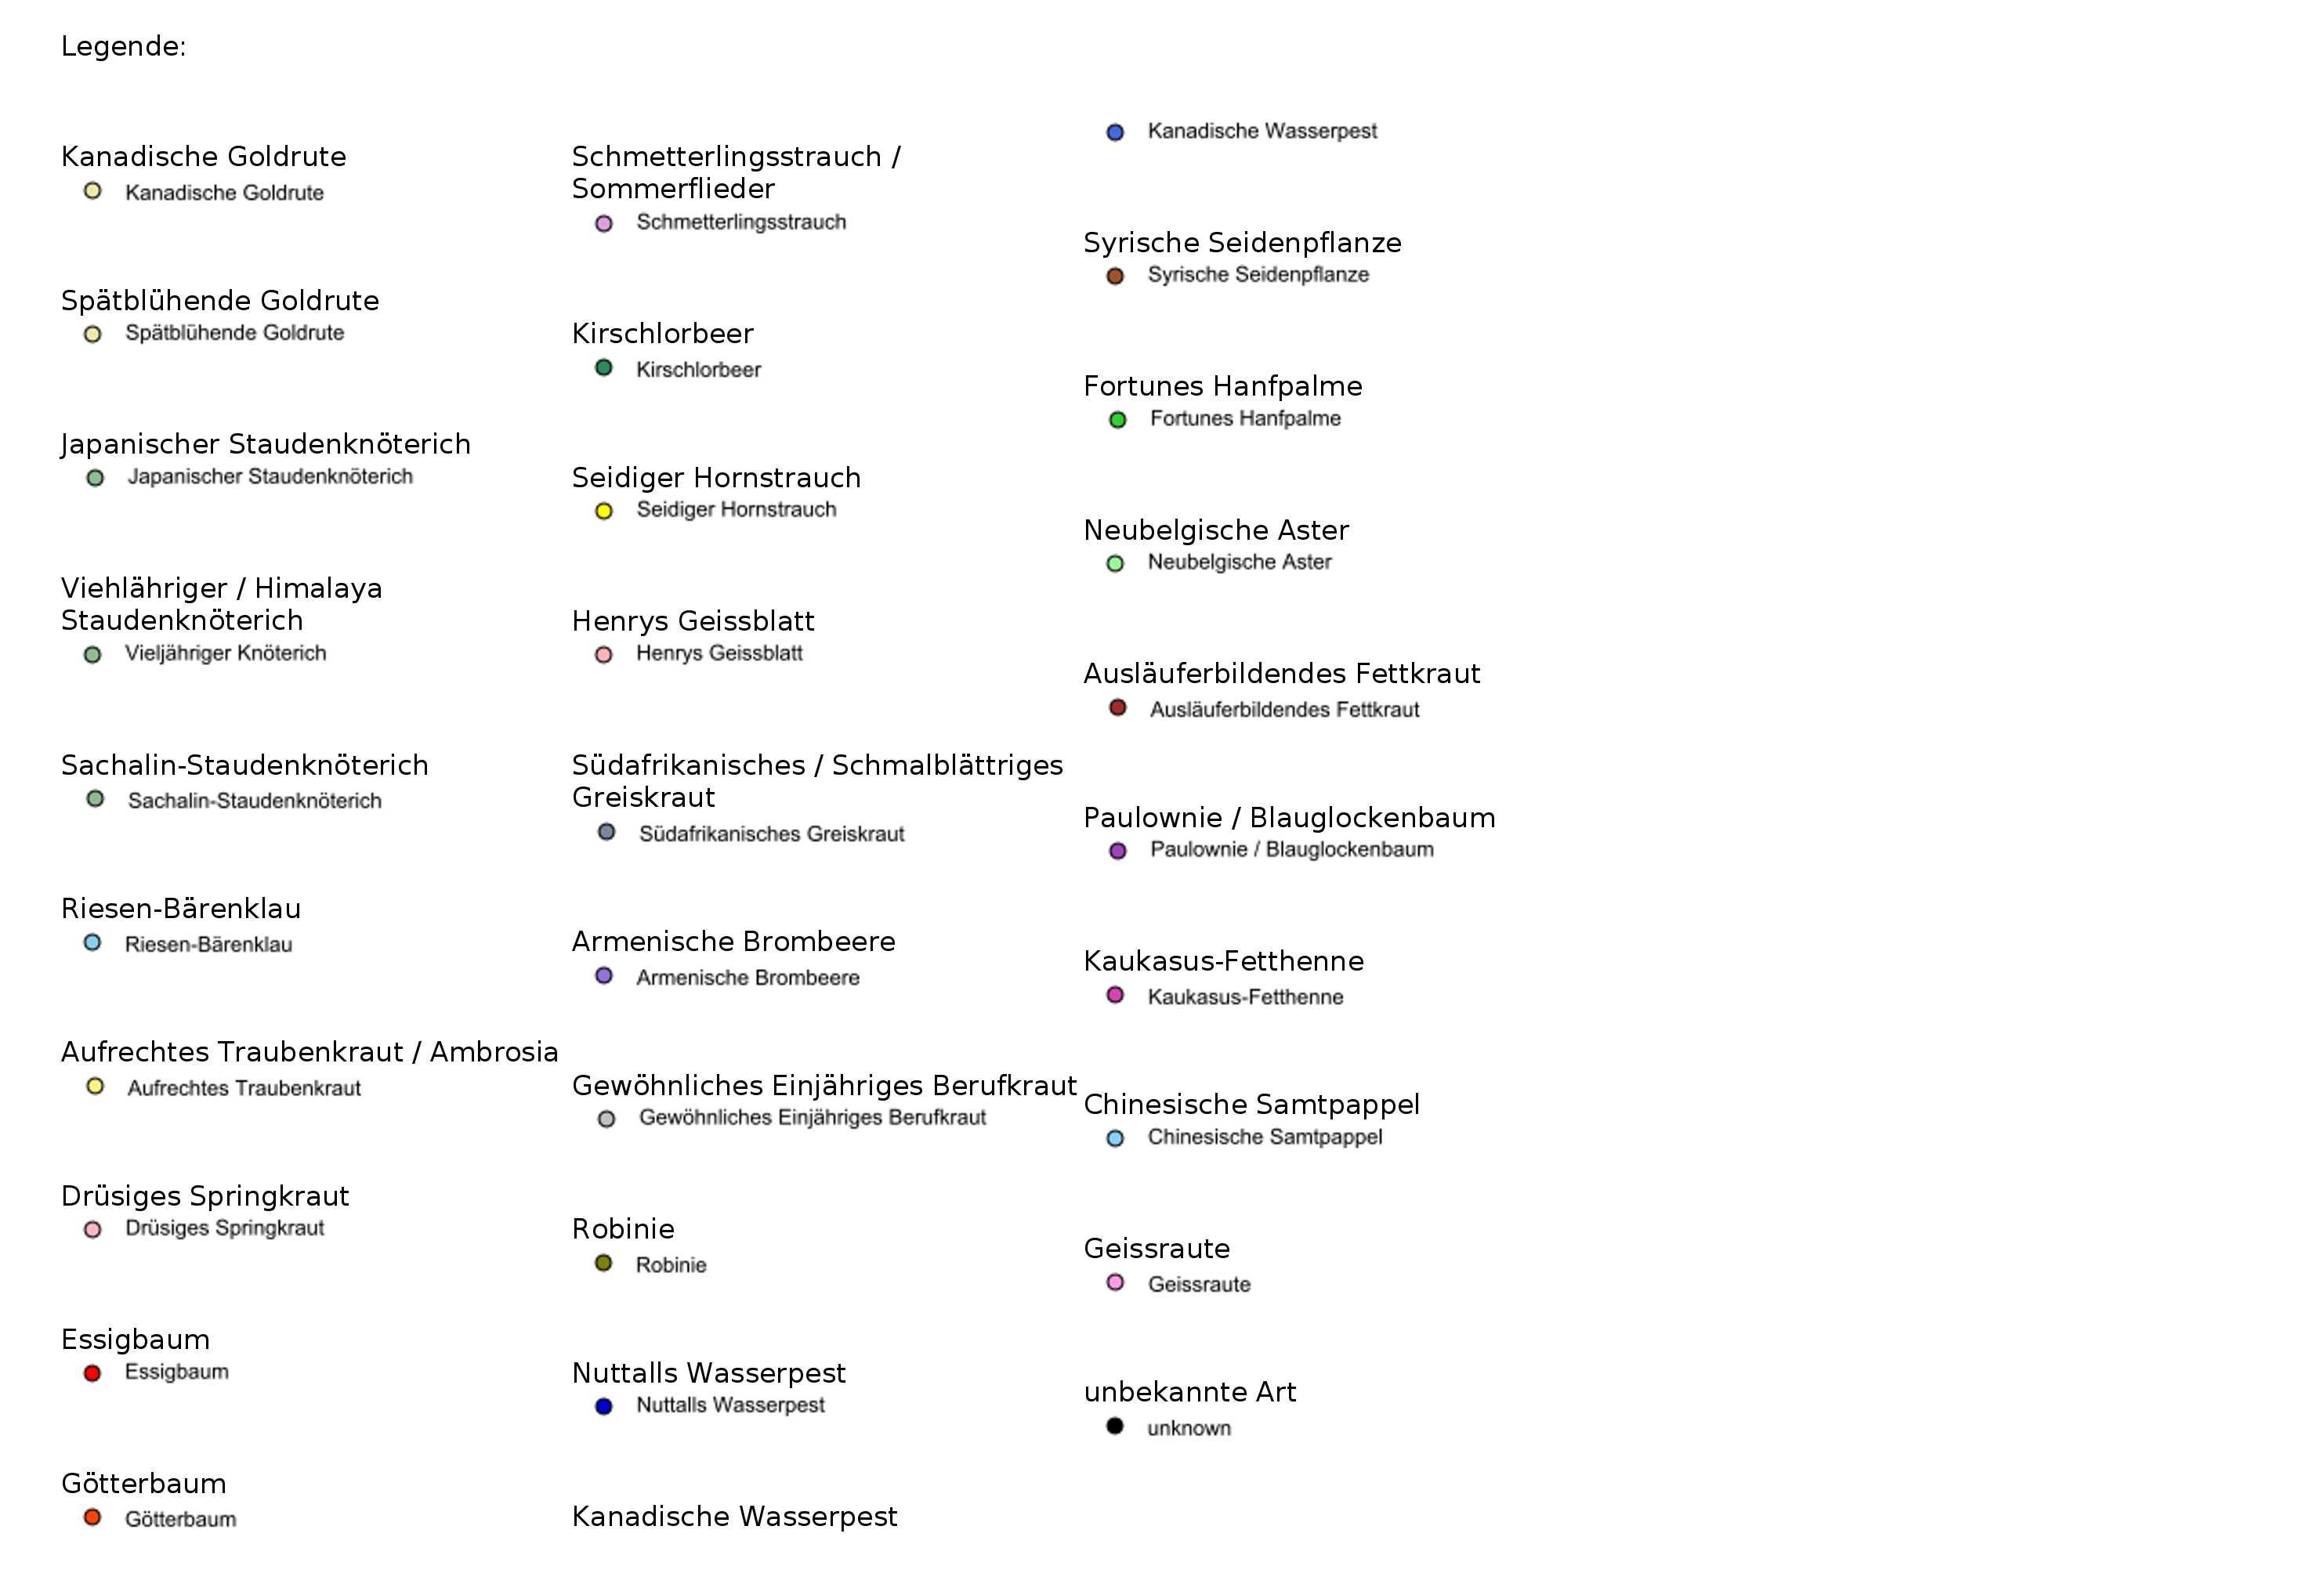 Legende:
Kanadische Goldrute
Kanadische Goldrute
Spätblühende Goldrute
Spätblühende Goldrute
Japanischer Staudenknöterich
Japanischer Staudenknöterich
Viehlähriger / Himalaya
Staudenknöterich
Vieljähriger Knöterich
Sachalin-Staudenknöterich
Sachalin-Staudenknöterich
Riesen-Bärenklau
Riesen-Bärenklau
Aufrechtes Traubenkraut / Ambrosia
Aufrechtes Traubenkraut
Drüsiges Springkraut
Drüsiges Springkraut
Essigbaum
Essigbaum
Götterbaum
Götterbaum
Schmetterlingsstrauch /
Sommerflieder
Schmetterlingsstrauch
Kirschlorbeer
Kirschlorbeer
Seidiger Hornstrauch
Seidiger Hornstrauch
Henrys Geissblatt
Henrys Geissblatt
Südafrikanisches / Schmalblättriges
Greiskraut
Südafrikanisches Greiskraut
Armenische Brombeere
Armenische Brombeere
Gewöhnliches Einjähriges Berufkraut
Gewöhnliches Einjähriges Berufkraut
Robinie
Robinie
Nuttalls Wasserpest
Nuttalls Wasserpest
Kanadische Wasserpest
Kanadische Wasserpest
Syrische Seidenpflanze
Syrische Seidenpflanze
Fortunes Hanfpalme
Fortunes Hanfpalme
Neubelgische Aster
Neubelgische Aster
Ausläuferbildendes Fettkraut
Ausläuferbildendes Fettkraut
Paulownie / Blauglockenbaum
Paulownie / Blauglockenbaum
Kaukasus-Fetthenne
Kaukasus-Fetthenne
Chinesische Samtpappel
Chinesische Samtpappel
Geissraute
Geissraute
unbekannte Art
unknown